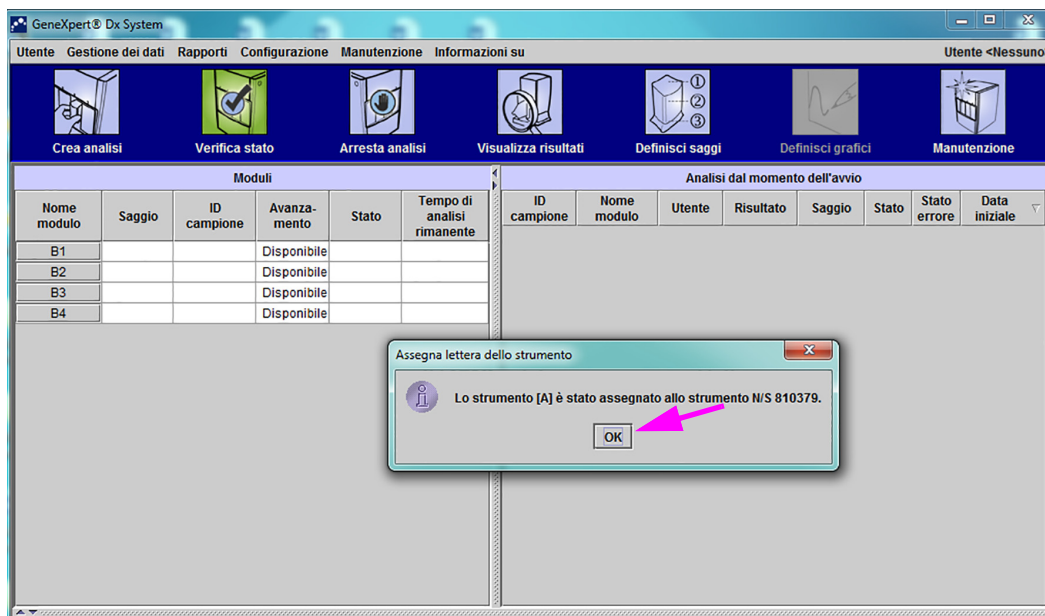 GeneXpert® Dx System
Utente Gestione dei dati Rapporti Configurazione Manutenzione Informazioni su Utente <Nessuno
① ② ③
Crea analisi Verifica stato Arresta analisi Visualizza risultati Definisci saggi Definisci grafici Manutenzione
Moduli
Nome modulo Saggio ID campione Avanza-mento Stato Tempo di analisi rimanente
B1 Disponibile
B2 Disponibile
B3 Disponibile
B4 Disponibile
Analisi dal momento dell'avvio
ID campione Nome modulo Utente Risultato Saggio Stato Stato errore Data iniziale
Assegna lettera dello strumento
Lo strumento [A] è stato assegnato allo strumento N/S 810379.
OK